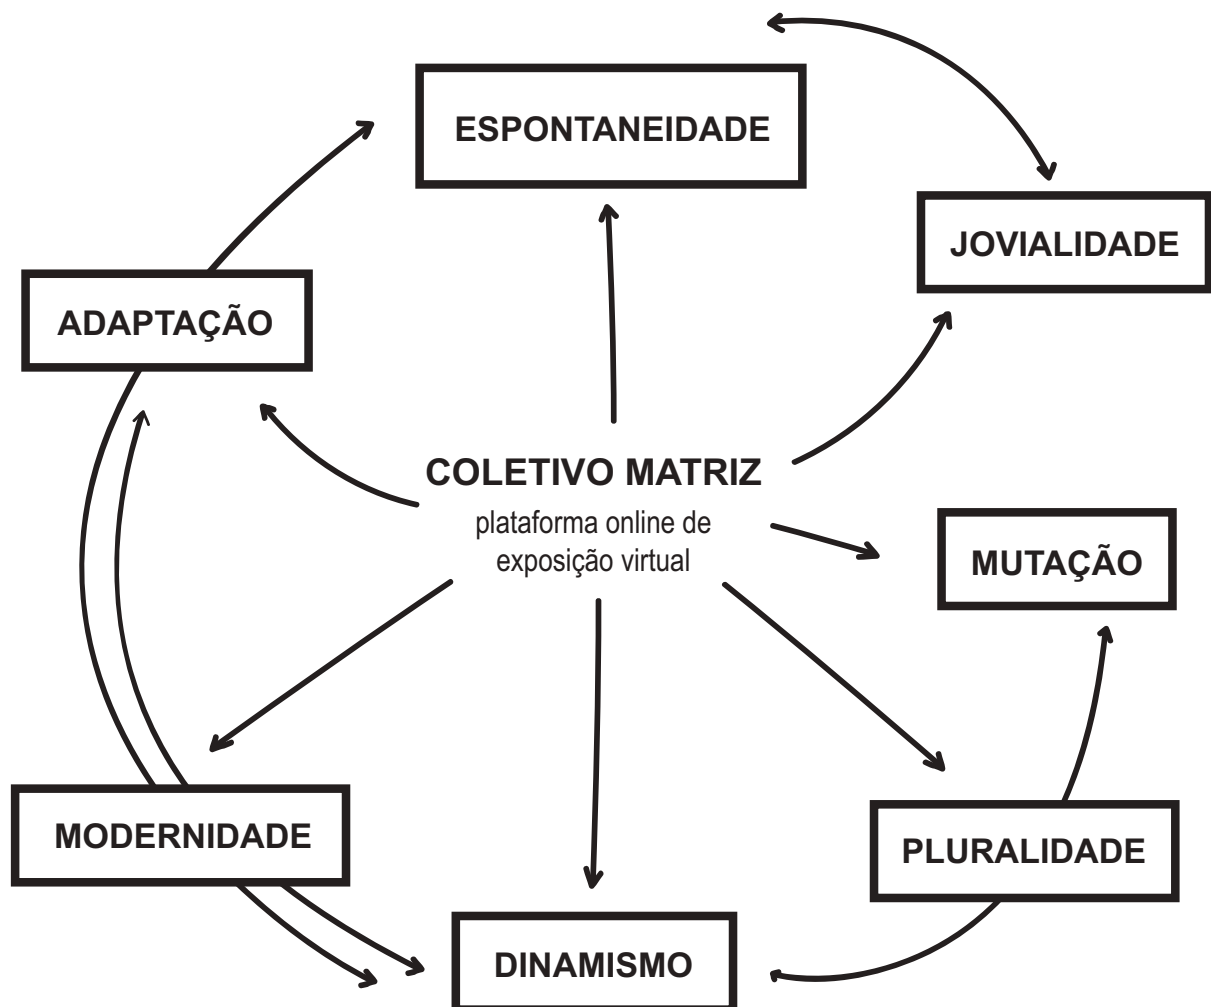 ESPONTANEIDADE
JOVIALIDADE
ADAPTAÇÃO
COLETIVO MATRIZ
plataforma online de
exposição virtual
MUTAÇÃO
MODERNIDADE
PLURALIDADE
DINAMISMO